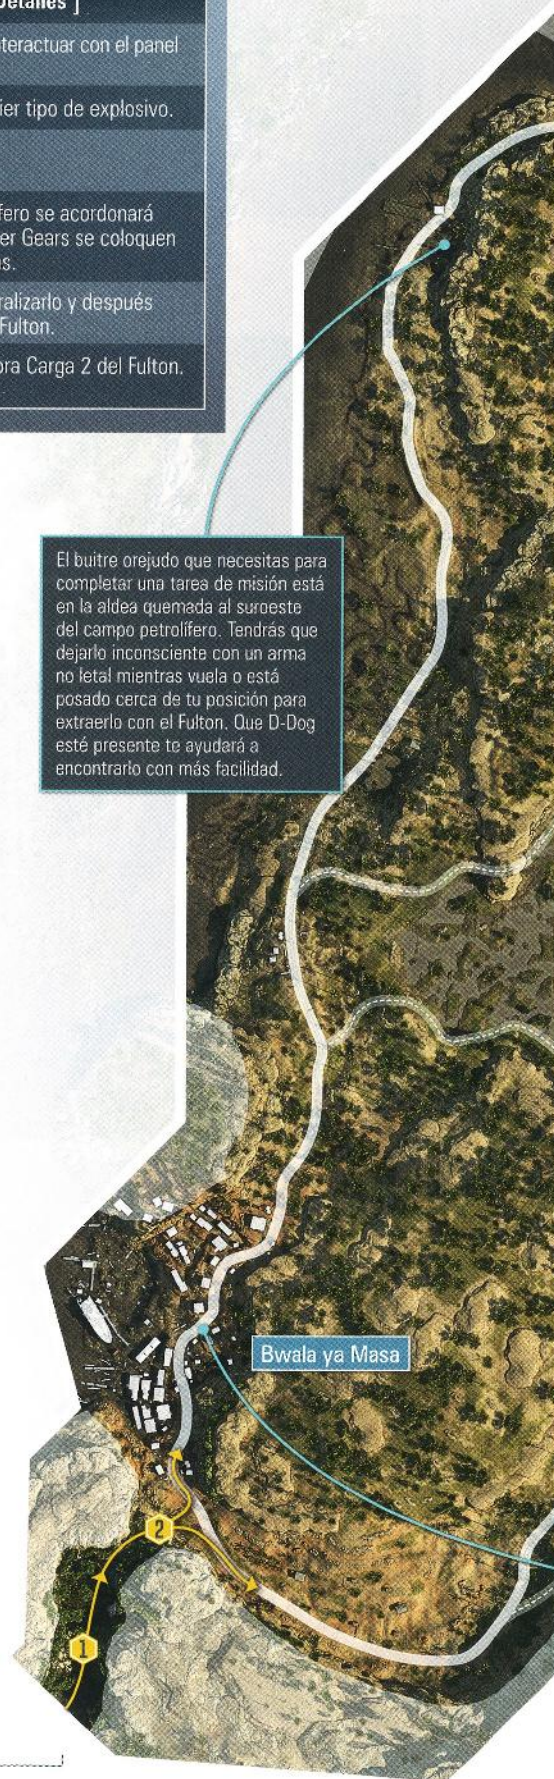 Detalles ]
nteractuar con el panel
ier tipo de explosivo.
fero se acordonará
er Gears se coloquen
as.
ralizarlo y después
Fulton.
ora Carga 2 del Fulton.
El buitre orejudo que necesitas para
completar una tarea de misión está
en la aldea quemada al suroeste
del campo petrolífero. Tendrás que
dejarlo inconsciente con un arma
no letal mientras vuela o está
posado cerca de tu posición para
extraerlo con el Fulton. Que D-Dog
esté presente te ayudará a
encontrarlo con más facilidad.
Bwala ya Masa
2
1